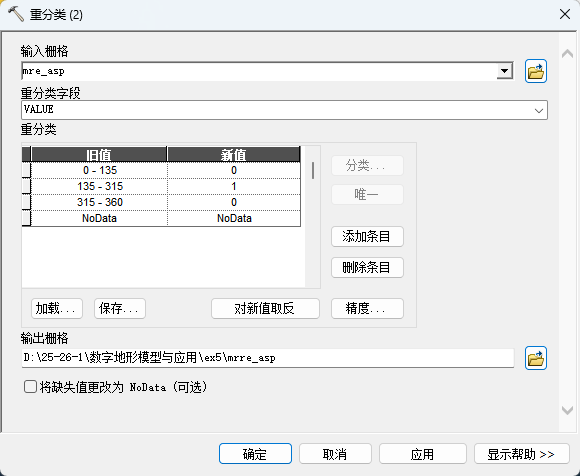 重分类 (2)
输入栅格
mre_asp
重分类字段
VALUE
重分类
旧值 新值
0 - 135 0
135 - 315 1
315 - 360 0
NoData NoData
分类...
唯一
添加条目
删除条目
加载... 保存... 对新值取反 精度...
输出栅格
D:\25-26-1\数字地形模型与应用\ex5\mrre_asp
将缺失值更改为 NoData (可选)
确定 取消 应用 显示帮助 >>